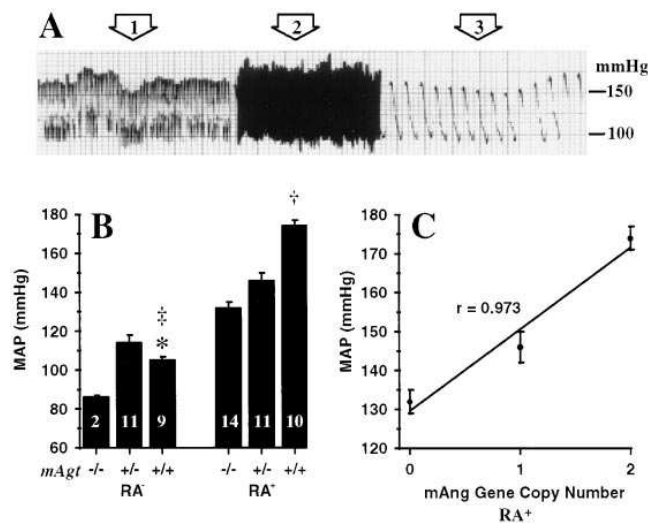 A 1 2 3
mmHg
150
100
B
MAP (mmHg)
180
160
140
120
100
80
60
†
‡
*
2 11 9 14 11 10
mAgt -/- +/- +/+ -/- +/- +/+
RA⁻ RA⁺
C
MAP (mmHg)
180
170
160
150
140
130
120
r = 0.973
0 1 2
mAng Gene Copy Number
RA⁺